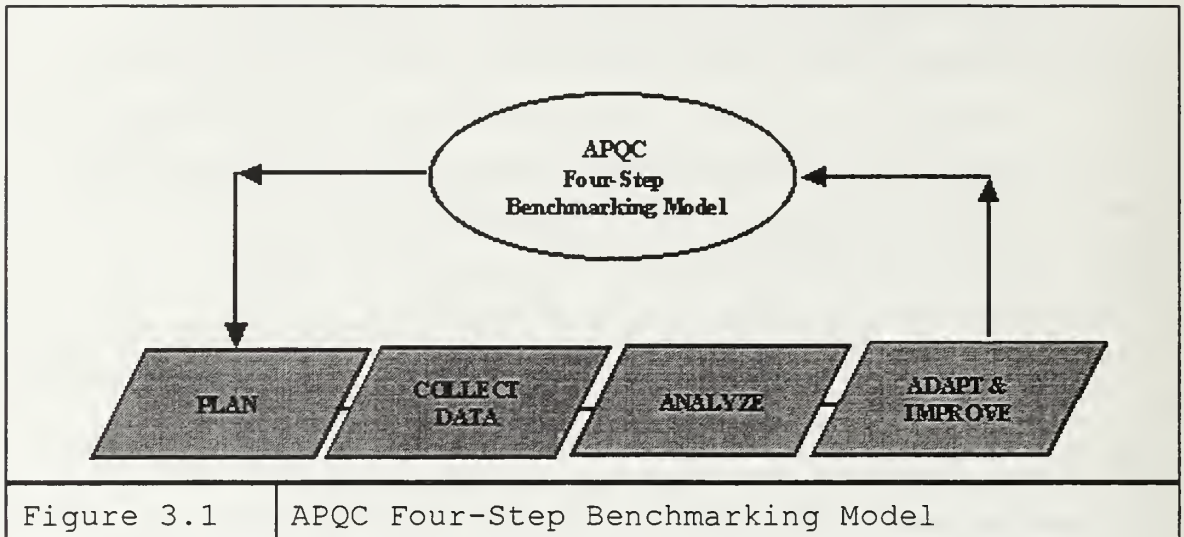 APQC
Four-Step
Benchmarking Model
PLAN
COLLECT
DATA
ANALYZE
ADAPT &
IMPROVE
Figure 3.1
APQC Four-Step Benchmarking Model